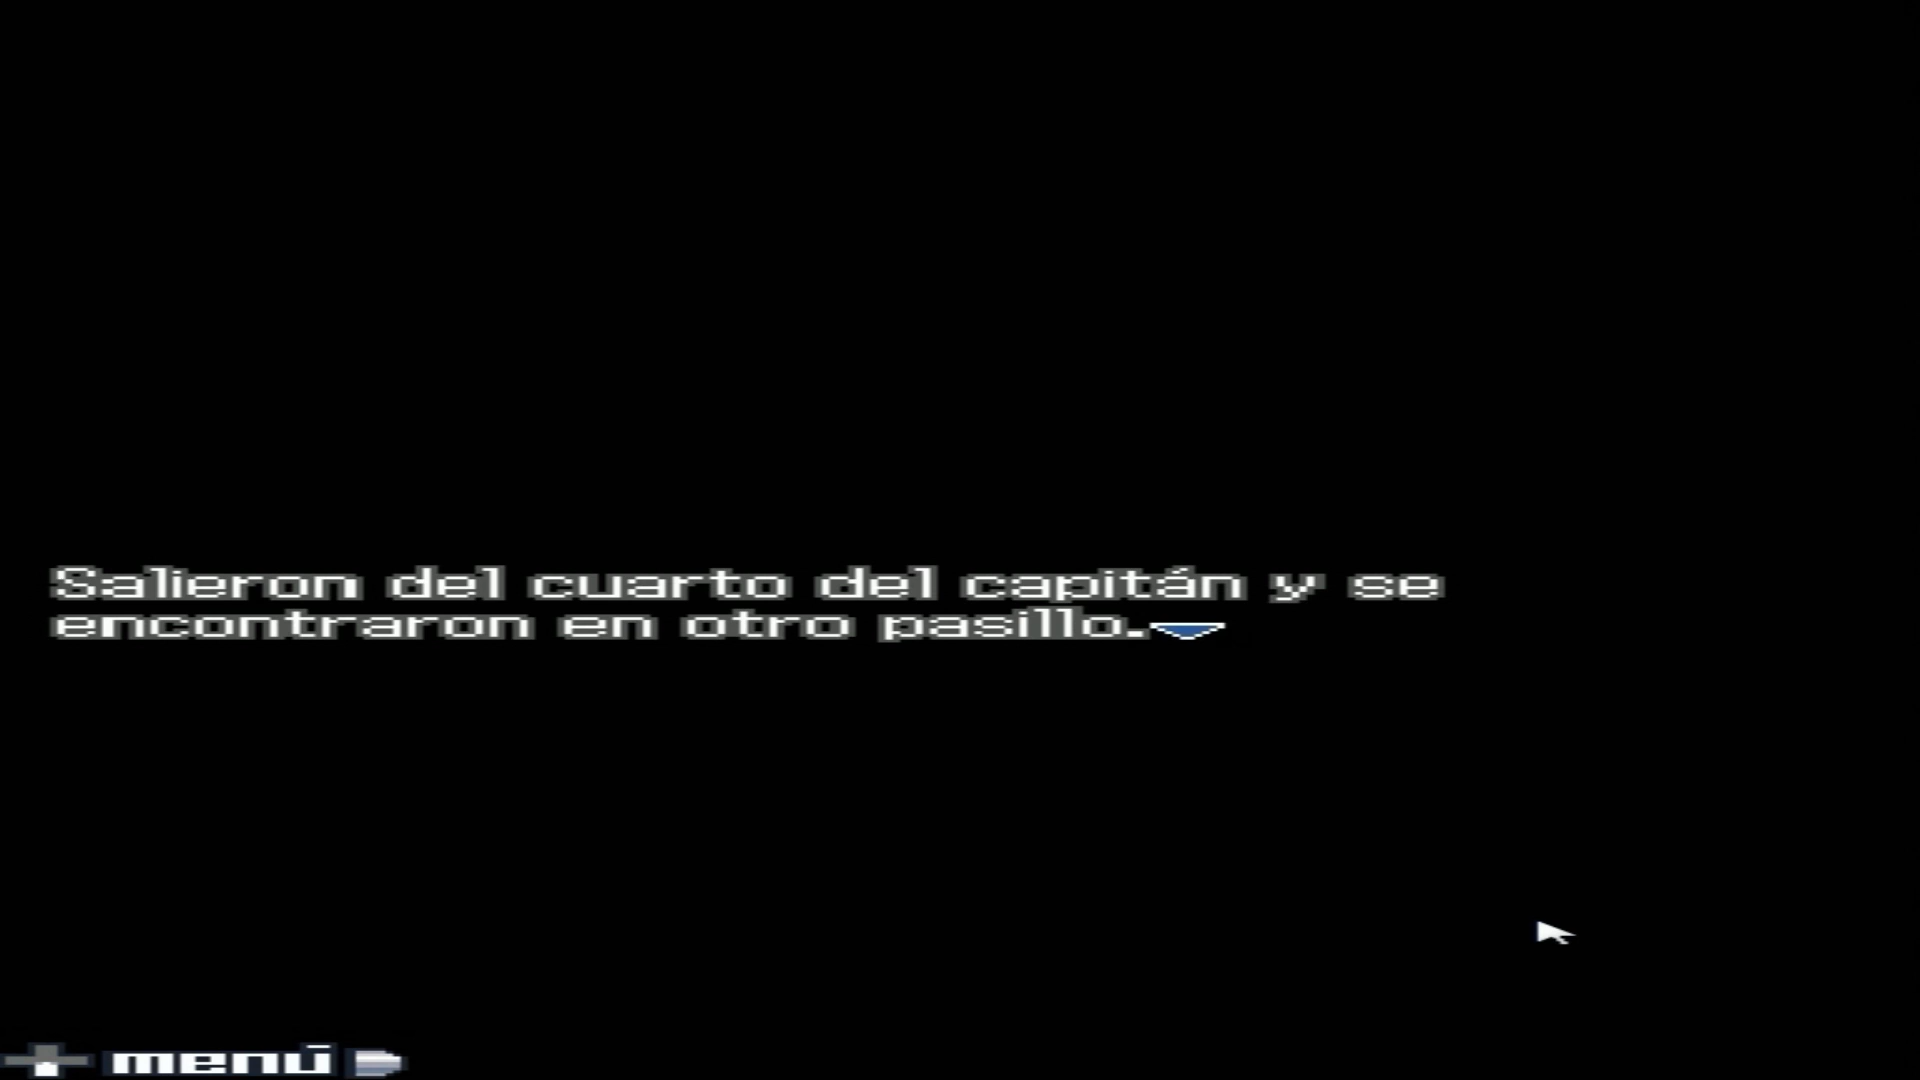 Salieron del cuarto del capitán y se
encontraron en otro pasillo.
menú